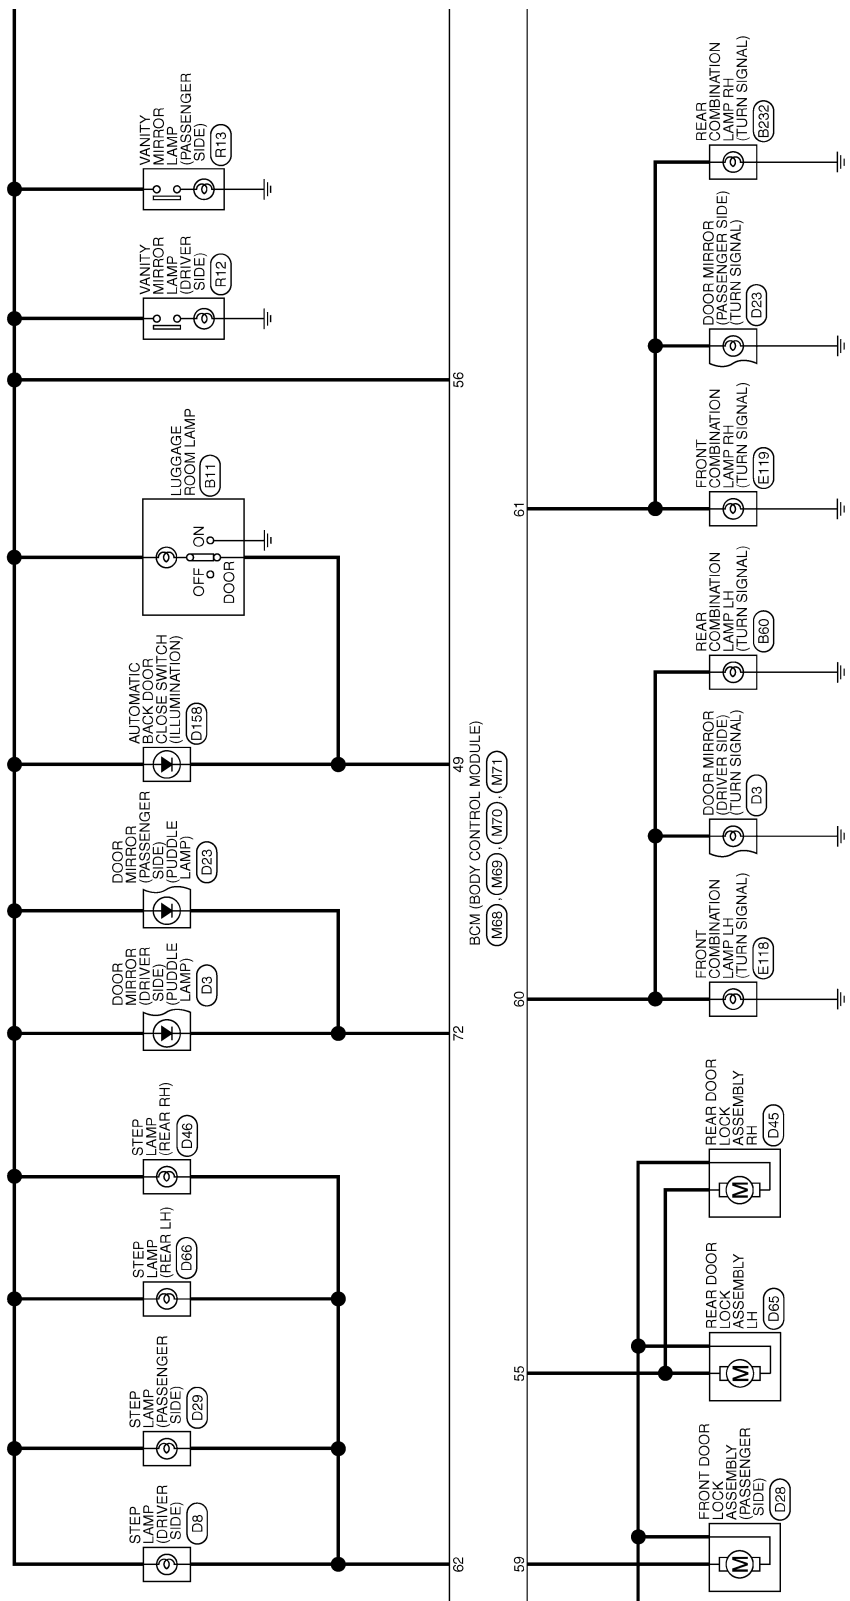 VANITY
MIRROR
LAMP
(PASSENGER
SIDE)
R13
VANITY
MIRROR
LAMP
(DRIVER
SIDE)
R12
56
LUGGAGE
ROOM LAMP
B11
ON
OFF
DOOR
AUTOMATIC
BACK DOOR
CLOSE SWITCH
(ILLUMINATION)
D158
49
DOOR
MIRROR
(PASSENGER
SIDE)
(PUDDLE
LAMP)
D23
DOOR
MIRROR
(DRIVER
SIDE)
(PUDDLE
LAMP)
D3
72
STEP
LAMP
(REAR RH)
D46
STEP
LAMP
(REAR LH)
D66
STEP
LAMP
(PASSENGER
SIDE)
D29
STEP
LAMP
(DRIVER
SIDE)
D8
62
BCM (BODY CONTROL MODULE)
M68 , M69 , M70 , M71
REAR
COMBINATION
LAMP RH
(TURN SIGNAL)
B232
DOOR MIRROR
(PASSENGER SIDE)
(TURN SIGNAL)
D23
FRONT
COMBINATION
LAMP RH
(TURN SIGNAL)
E119
61
REAR
COMBINATION
LAMP LH
(TURN SIGNAL)
B60
DOOR MIRROR
(DRIVER SIDE)
(TURN SIGNAL)
D3
FRONT
COMBINATION
LAMP LH
(TURN SIGNAL)
E118
60
REAR DOOR
LOCK
ASSEMBLY
RH
D45
M
REAR DOOR
LOCK
ASSEMBLY
LH
D65
M
55
FRONT DOOR
LOCK
ASSEMBLY
(PASSENGER
SIDE)
D28
M
59